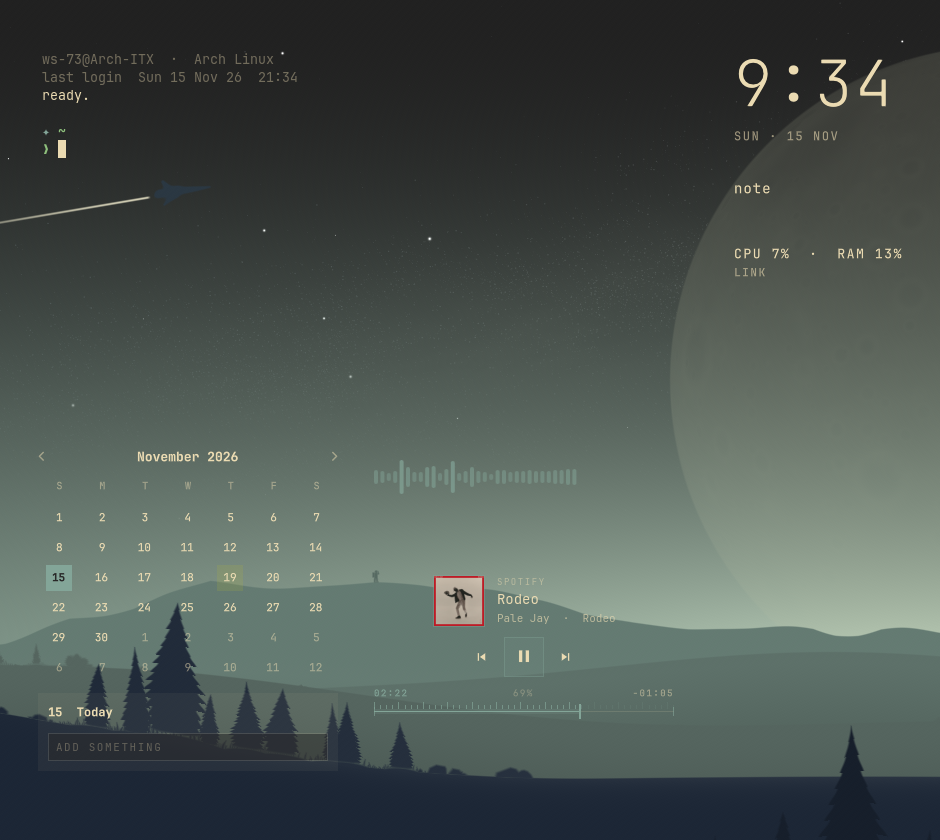 ws-73@Arch-ITX · Arch Linux
last login Sun 15 Nov 26 21:34
ready.
~
❯
9:34
SUN · 15 NOV
note
CPU 7% · RAM 13%
LINK
November 2026
S M T W T F S
1 2 3 4 5 6 7
8 9 10 11 12 13 14
15 16 17 18 19 20 21
22 23 24 25 26 27 28
29 30 1 2 3 4 5
6 7 8 9 10 11 12
15 Today
ADD SOMETHING
SPOTIFY
Rodeo
Pale Jay · Rodeo
02:22 69% -01:05